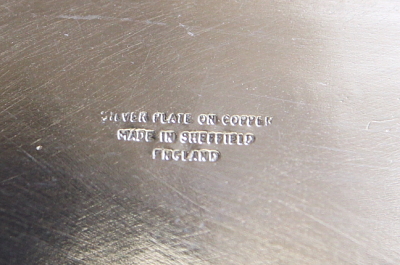 SILVER PLATE ON COPPER
MADE IN SHEFFIELD
ENGLAND